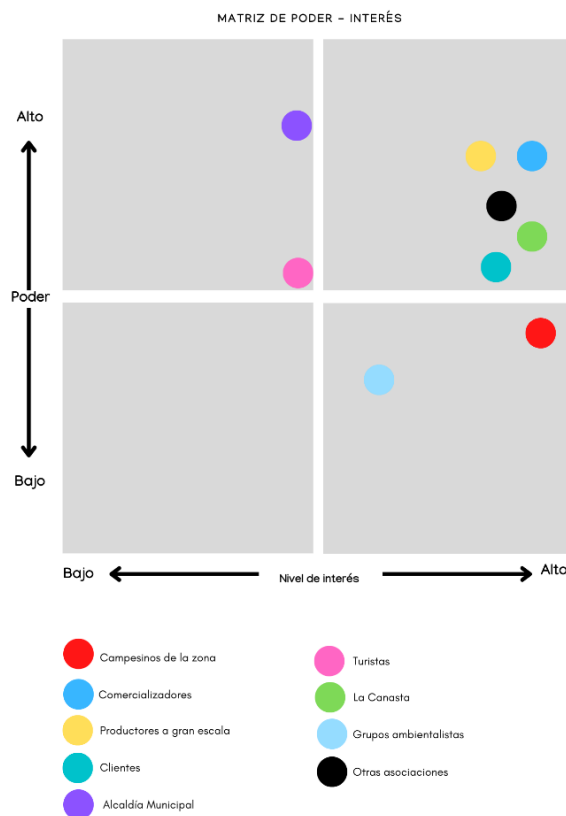 MATRIZ DE PODER - INTERÉS
Alto
Poder
Bajo
Bajo
Nivel de interés
Alto
Campesinos de la zona
Comercializadores
Productores a gran escala
Clientes
Alcaldía Municipal
Turistas
La Canasta
Grupos ambientalistas
Otras asociaciones